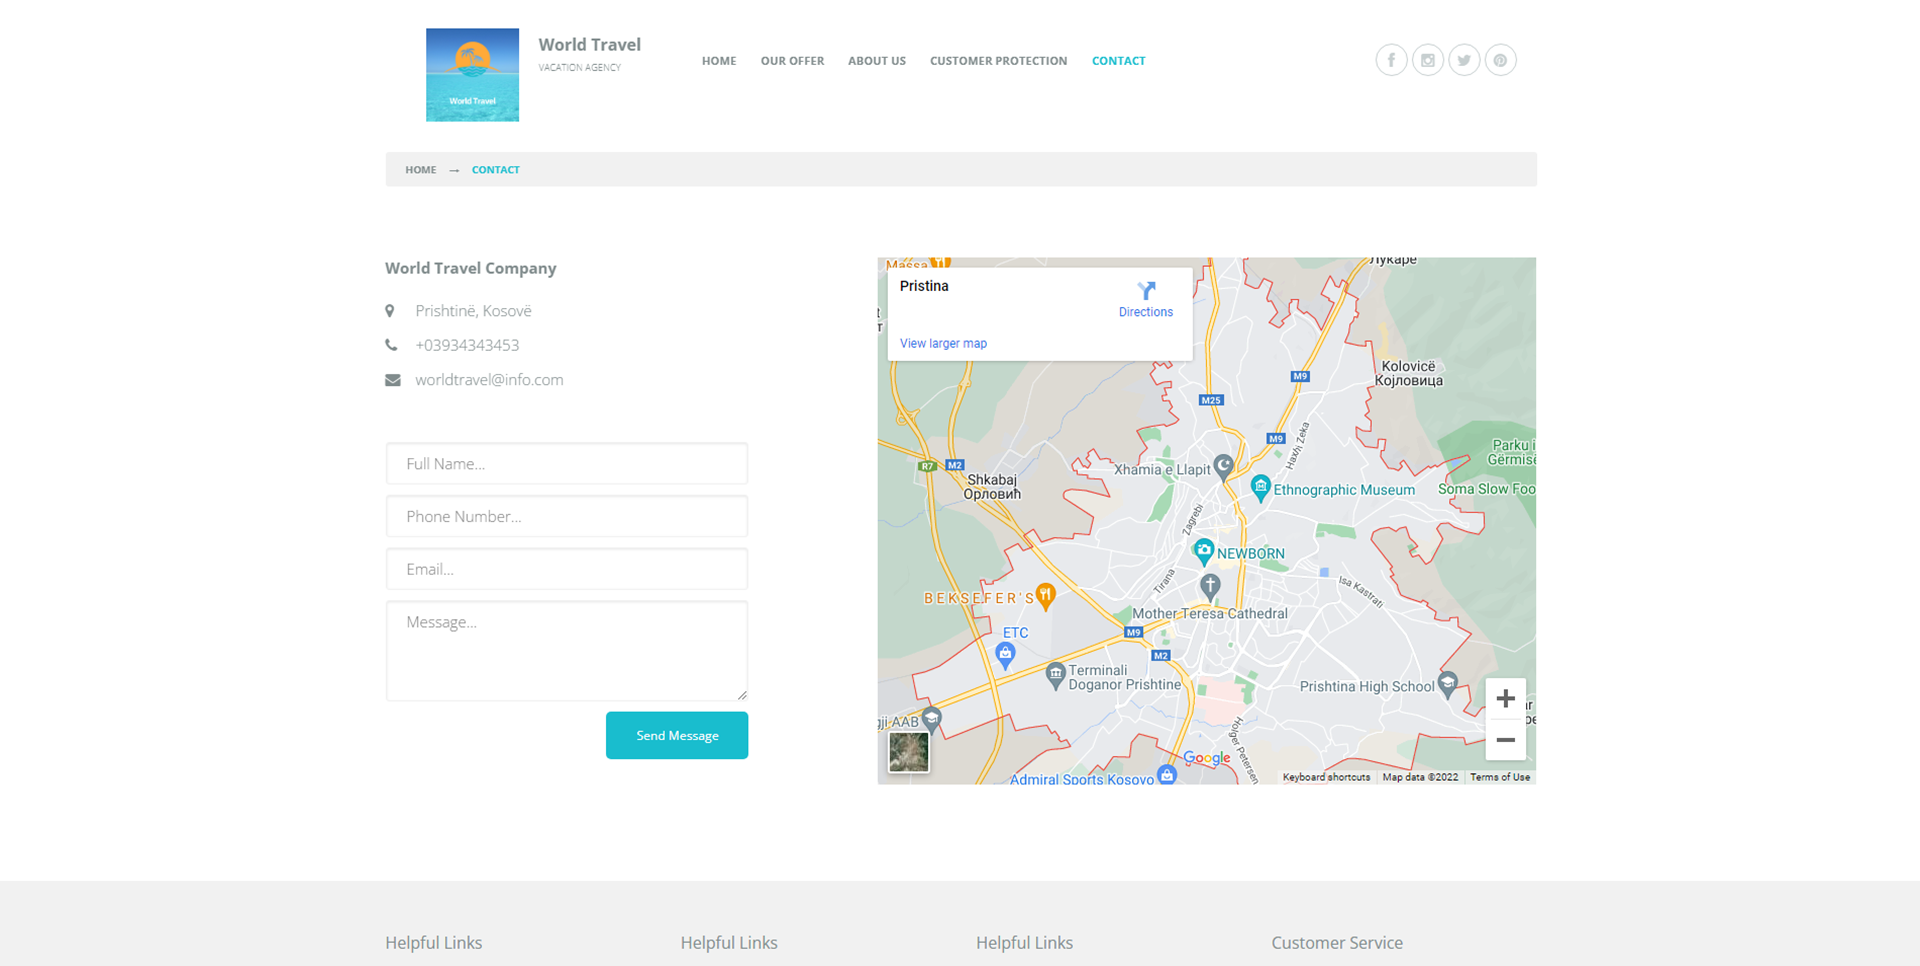 World Travel
World Travel
VACATION AGENCY
HOME
OUR OFFER
ABOUT US
CUSTOMER PROTECTION
CONTACT
HOME → CONTACT
World Travel Company
Prishtinë, Kosovë
+03934343453
worldtravel@info.com
Full Name...
Phone Number...
Email...
Message...
Send Message
Massa
Лукаре
Pristina
Directions
View larger map
Kolovicë
Којловица
M9
M25
M9
Haxhi Zeka
Parku i
Gërmisë
R7
M2
Xhamia e Llapit
Shkabaj
Орловић
Ethnographic Museum
Soma Slow Foo
Zagrebi
NEWBORN
Tirana
Isa Kastrati
BEKSEFER'S
Mother Teresa Cathedral
ETC
M9
M2
Terminali
Doganor Prishtine
Prishtina High School
gji AAB
Holger Petersen
Google
Admiral Sports Kosovo
Keyboard shortcuts
Map data ©2022
Terms of Use
Helpful Links
Helpful Links
Helpful Links
Customer Service